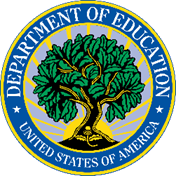 DEPARTMENT OF EDUCATION
UNITED STATES OF AMERICA